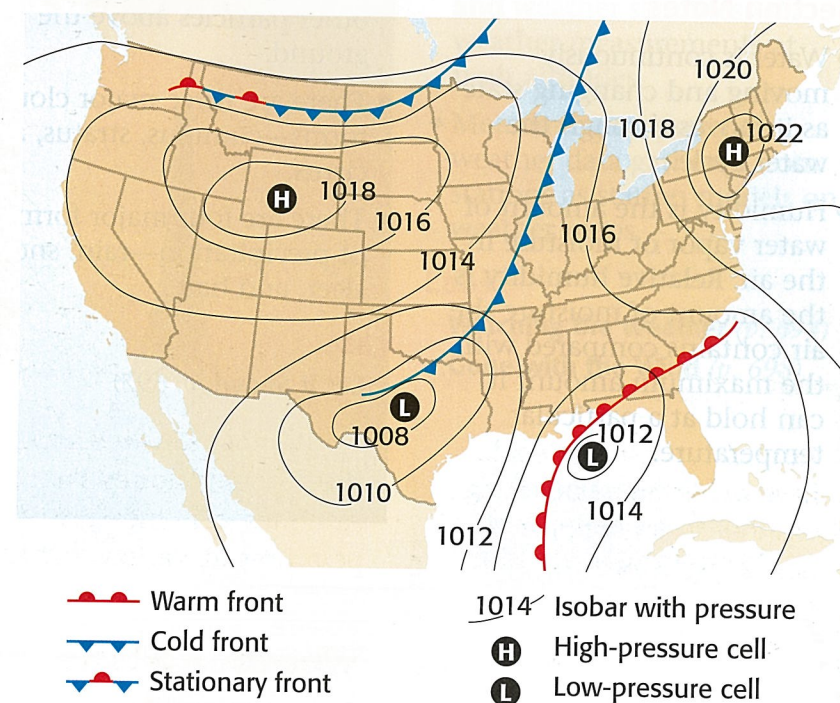 1020
1018
1022
H
1018
H
1016
1016
1014
L
1008
1012
L
1010
1014
1012
Warm front
Cold front
Stationary front
1014 Isobar with pressure
H High-pressure cell
L Low-pressure cell